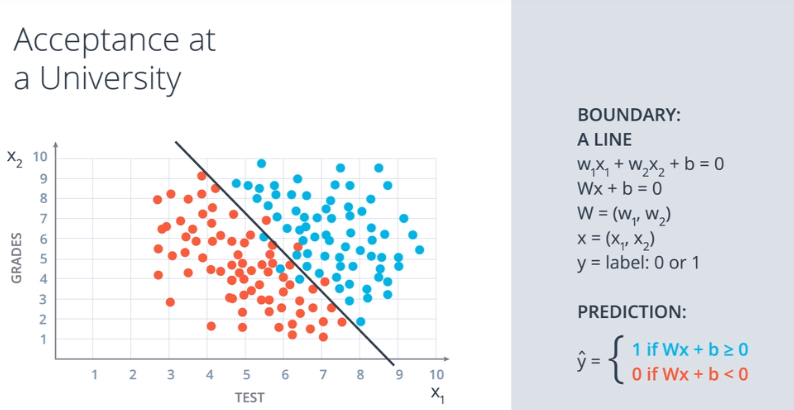 Acceptance at
a University
x₂
10
9
8
7
6
5
4
3
2
1
GRADES
1 2 3 4 5 6 7 8 9 10
TEST
x₁
BOUNDARY:
A LINE
w₁x₁ + w₂x₂ + b = 0
Wx + b = 0
W = (w₁, w₂)
x = (x₁, x₂)
y = label: 0 or 1
PREDICTION:
ŷ = {
1 if Wx + b ≥ 0
0 if Wx + b < 0